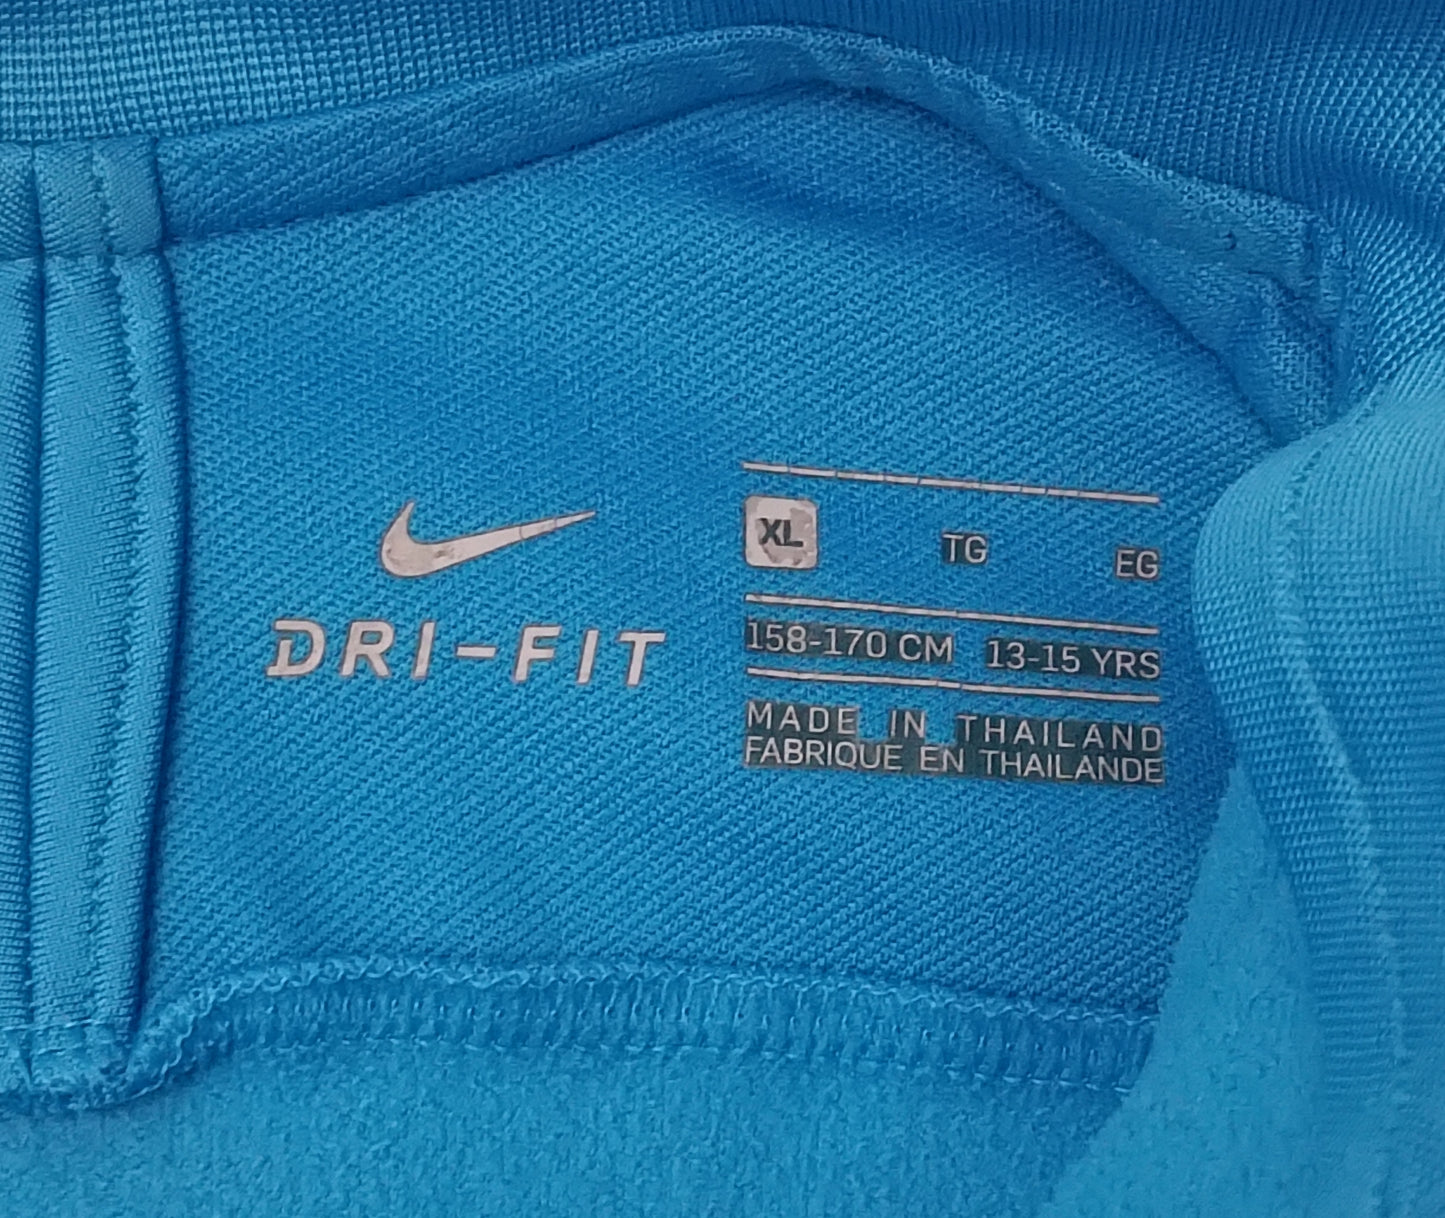 DRI-FIT
XL TG EG
158-170 CM 13-15 YRS
MADE IN THAILAND
FABRIQUE EN THAILANDE